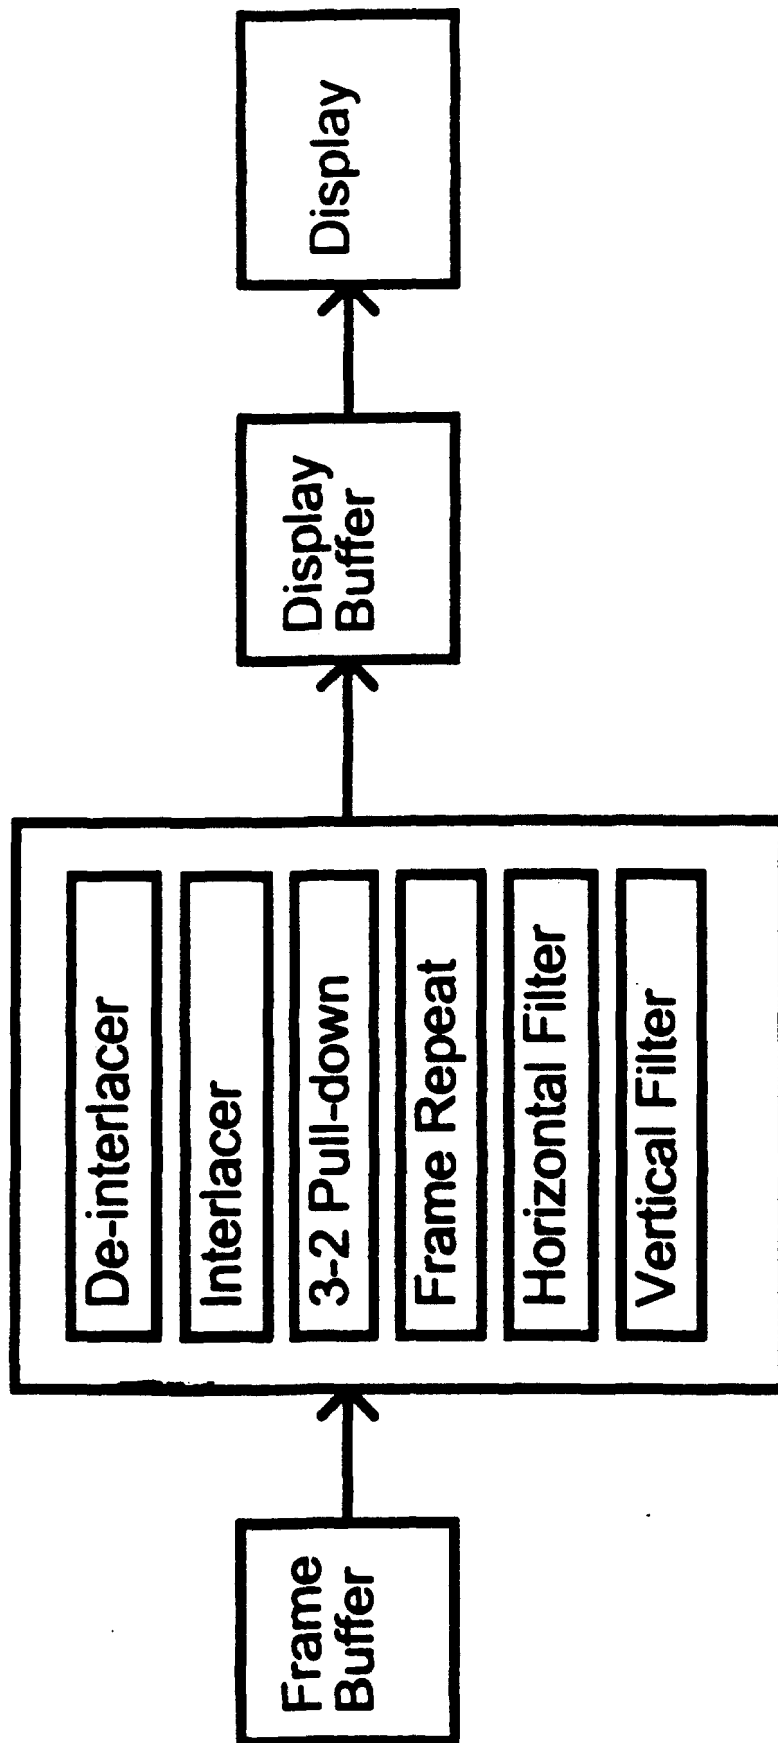 Frame
Buffer
De-interlacer
Interlacer
3-2 Pull-down
Frame Repeat
Horizontal Filter
Vertical Filter
Display
Buffer
Display